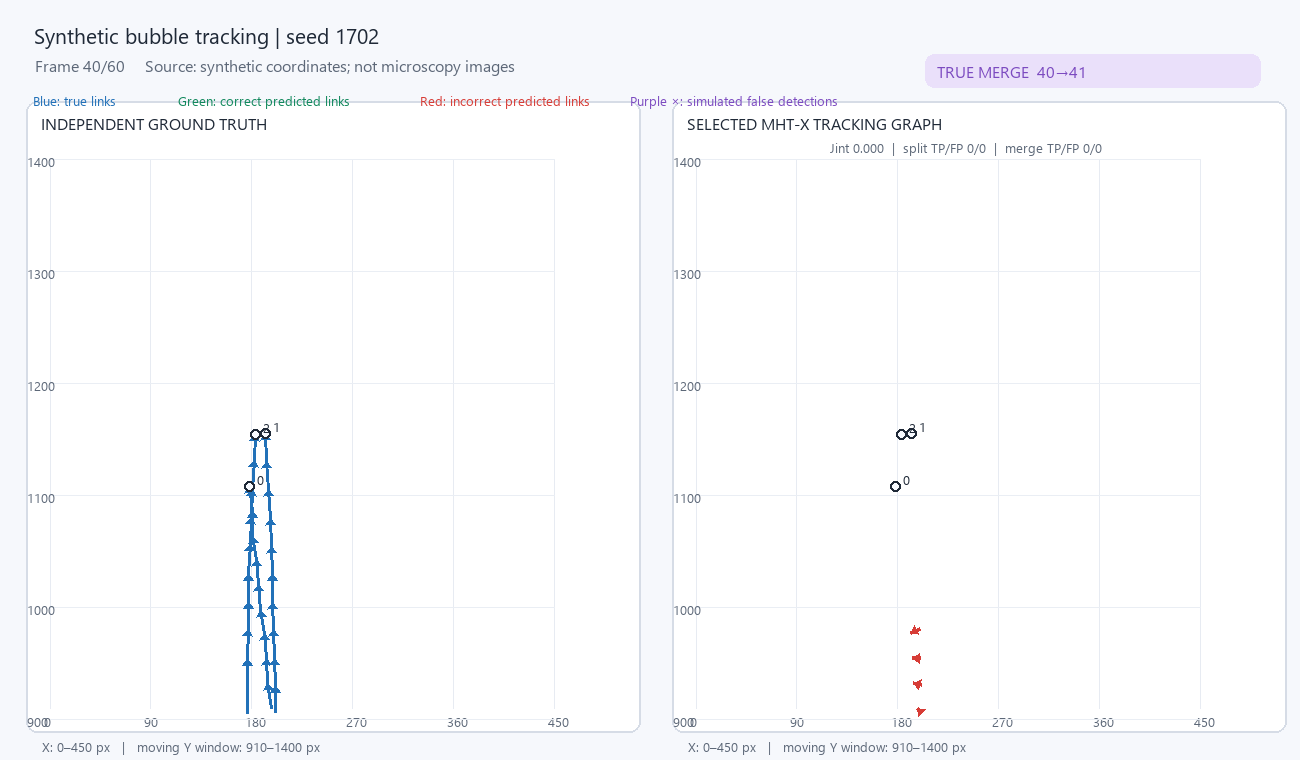 Synthetic bubble tracking | seed 1702
Frame 40/60 Source: synthetic coordinates; not microscopy images
TRUE MERGE 40→41
Blue: true links Green: correct predicted links Red: incorrect predicted links Purple ×: simulated false detections
INDEPENDENT GROUND TRUTH
1400
1300
1200
1100
1000
900
0 90 180 270 360 450
1
0
X: 0–450 px | moving Y window: 910–1400 px
SELECTED MHT-X TRACKING GRAPH
Jint 0.000 | split TP/FP 0/0 | merge TP/FP 0/0
1400
1300
1200
1100
1000
900
0 90 180 270 360 450
1
0
X: 0–450 px | moving Y window: 910–1400 px